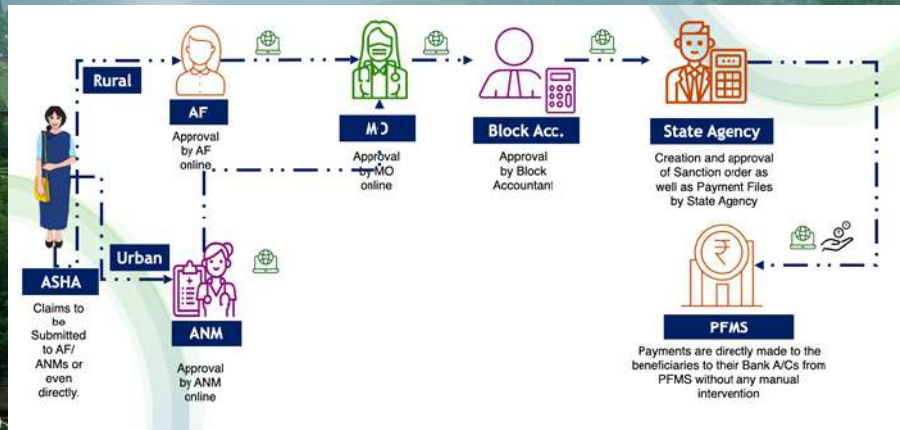 Rural
AF
Approval
by AF
online
MO
Approval
by MO
online
Block Acc.
Approval
by Block
Accountant
State Agency
Creation and approval
of Sanction order as
well as Payment Files
by State Agency
ASHA
Claims to
be
Submitted
to AF/
ANMs or
even
directly.
Urban
ANM
Approval
by ANM
online
₹
PFMS
Payments are directly made to the
beneficiaries to their Bank A/Cs from
PFMS without any manual
intervention